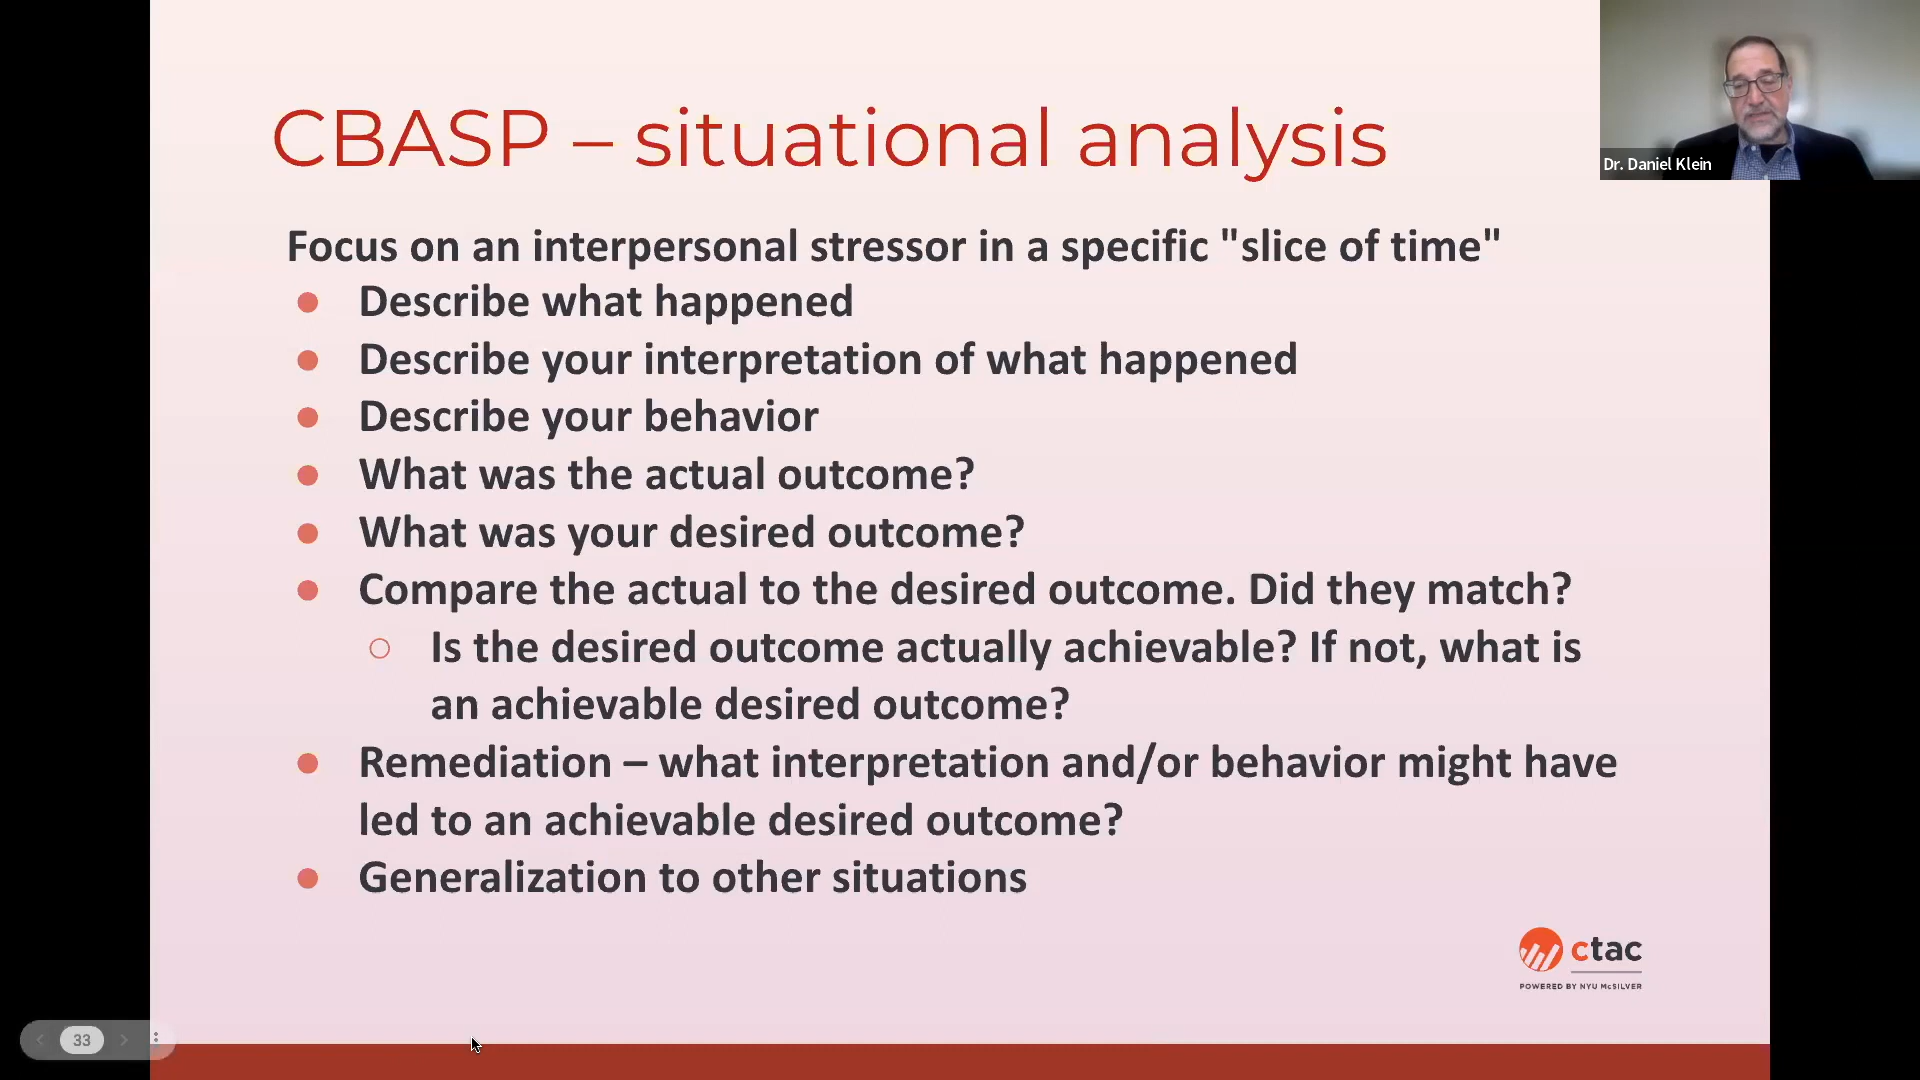 CBASP – situational analysis
Dr. Daniel Klein
Focus on an interpersonal stressor in a specific "slice of time"
● Describe what happened
● Describe your interpretation of what happened
● Describe your behavior
● What was the actual outcome?
● What was your desired outcome?
● Compare the actual to the desired outcome. Did they match?
○ Is the desired outcome actually achievable? If not, what is
an achievable desired outcome?
● Remediation – what interpretation and/or behavior might have
led to an achievable desired outcome?
● Generalization to other situations
ctac
POWERED BY NYU McSILVER
33